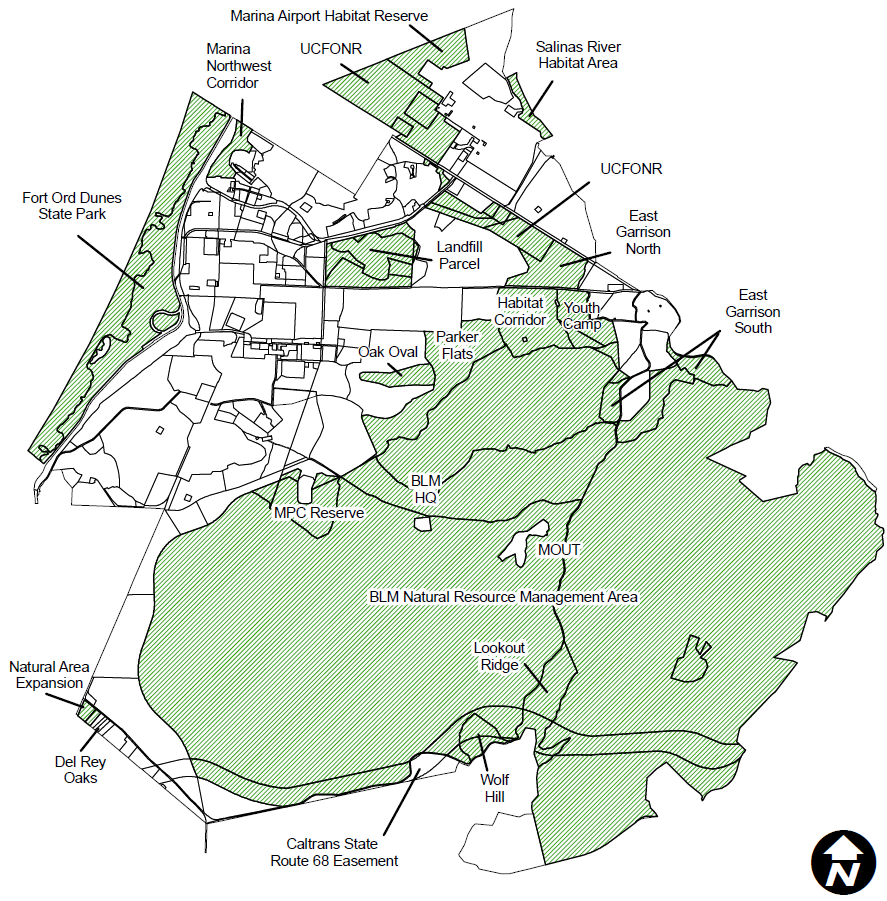 Marina Airport Habitat Reserve
Marina
Northwest
Corridor
UCFONR
Salinas River
Habitat Area
UCFONR
Fort Ord Dunes
State Park
East
Garrison
North
Landfill
Parcel
Habitat
Corridor
Youth
Camp
East
Garrison
South
Parker
Flats
Oak Oval
BLM
HQ
MPC Reserve
MOUT
BLM Natural Resource Management Area
Lookout
Ridge
Natural Area
Expansion
Del Rey
Oaks
Wolf
Hill
Caltrans State
Route 68 Easement
N